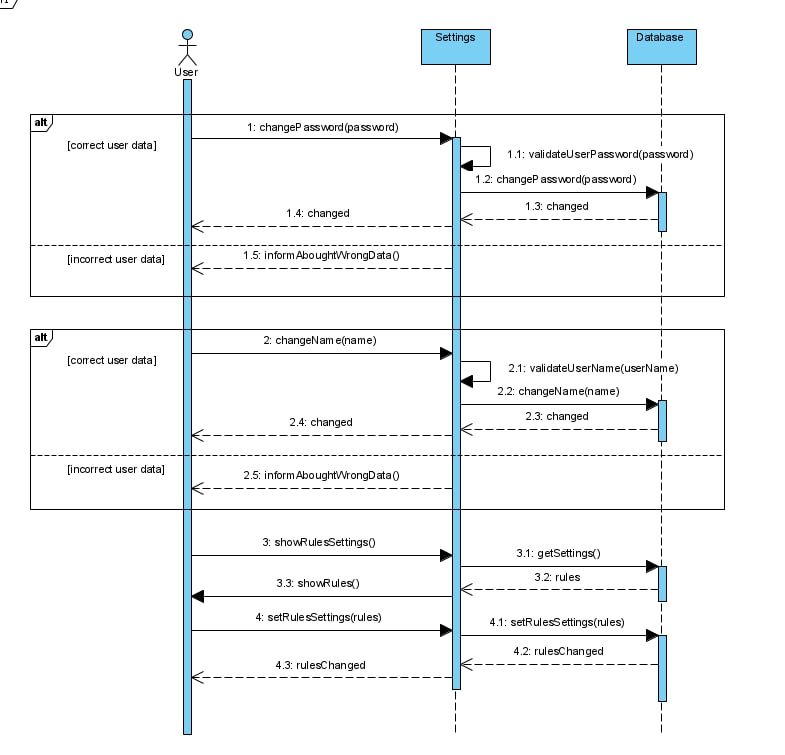 Settings
Database
User
alt
1: changePassword(password)
[correct user data]
1.1: validateUserPassword(password)
1.2: changePassword(password)
1.3: changed
1.4: changed
[incorrect user data]
1.5: informAboughtWrongData()
alt
2: changeName(name)
[correct user data]
2.1: validateUserName(userName)
2.2: changeName(name)
2.3: changed
2.4: changed
[incorrect user data]
2.5: informAboughtWrongData()
3: showRulesSettings()
3.1: getSettings()
3.2: rules
3.3: showRules()
4: setRulesSettings(rules)
4.1: setRulesSettings(rules)
4.2: rulesChanged
4.3: rulesChanged